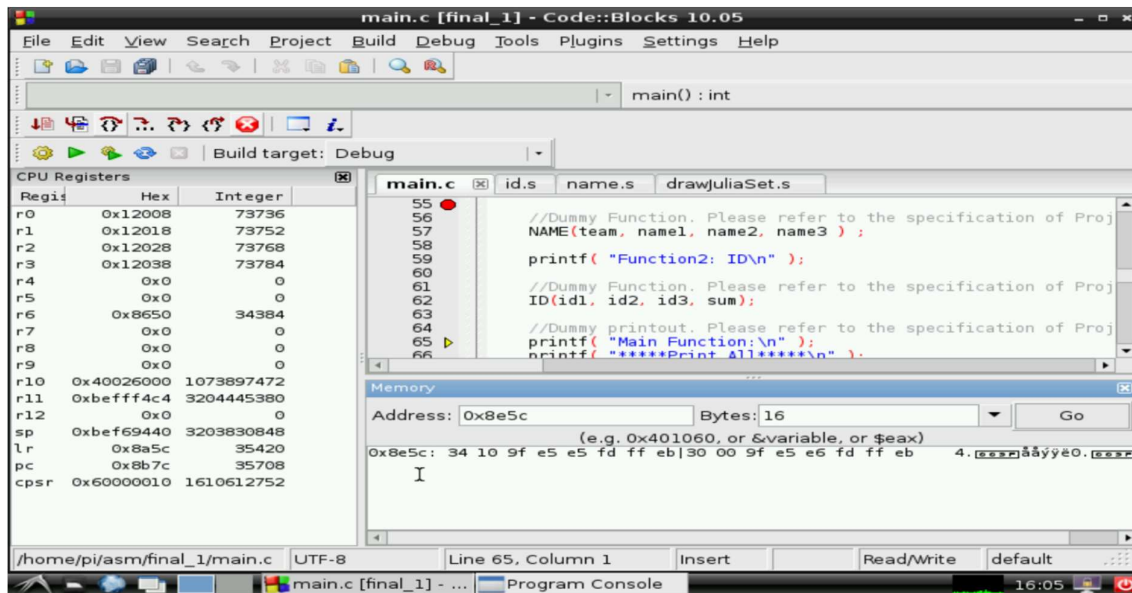 main.c [final_1] - Code::Blocks 10.05
File Edit View Search Project Build Debug Tools Plugins Settings Help
main() : int
Build target: Debug
CPU Registers
Regis Hex Integer
r0 0x12008 73736
r1 0x12018 73752
r2 0x12028 73768
r3 0x12038 73784
r4 0x0 0
r5 0x0 0
r6 0x8650 34384
r7 0x0 0
r8 0x0 0
r9 0x0 0
r10 0x40026000 1073897472
r11 0xbefff4c4 3204445380
r12 0x0 0
sp 0xbef69440 3203830848
lr 0x8a5c 35420
pc 0x8b7c 35708
cpsr 0x60000010 1610612752
main.c id.s name.s drawJuliaSet.s
55
56 //Dummy Function. Please refer to the specification of Proj
57 NAME(team, name1, name2, name3 ) ;
58
59 printf( "Function2: ID\n" );
60
61 //Dummy Function. Please refer to the specification of Proj
62 ID(id1, id2, id3, sum);
63
64 //Dummy printout. Please refer to the specification of Proj
65 printf( "Main Function:\n" );
66 printf( "*****Print All*****\n" );
Memory
Address: 0x8e5c Bytes: 16 Go
(e.g. 0x401060, or &variable, or $eax)
0x8e5c: 34 10 9f e5 e5 fd ff eb|30 00 9f e5 e6 fd ff eb 4. ååýÿë0.
/home/pi/asm/final_1/main.c UTF-8 Line 65, Column 1 Insert Read/Write default
main.c [final_1] - ... Program Console 16:05